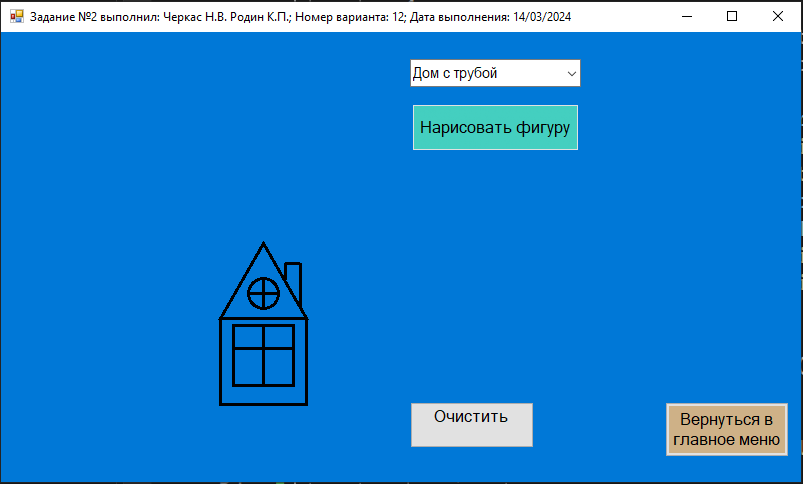 Задание №2 выполнил: Черкас Н.В. Родин К.П.; Номер варианта: 12; Дата выполнения: 14/03/2024
Дом с трубой
Нарисовать фигуру
Очистить
Вернуться в
главное меню